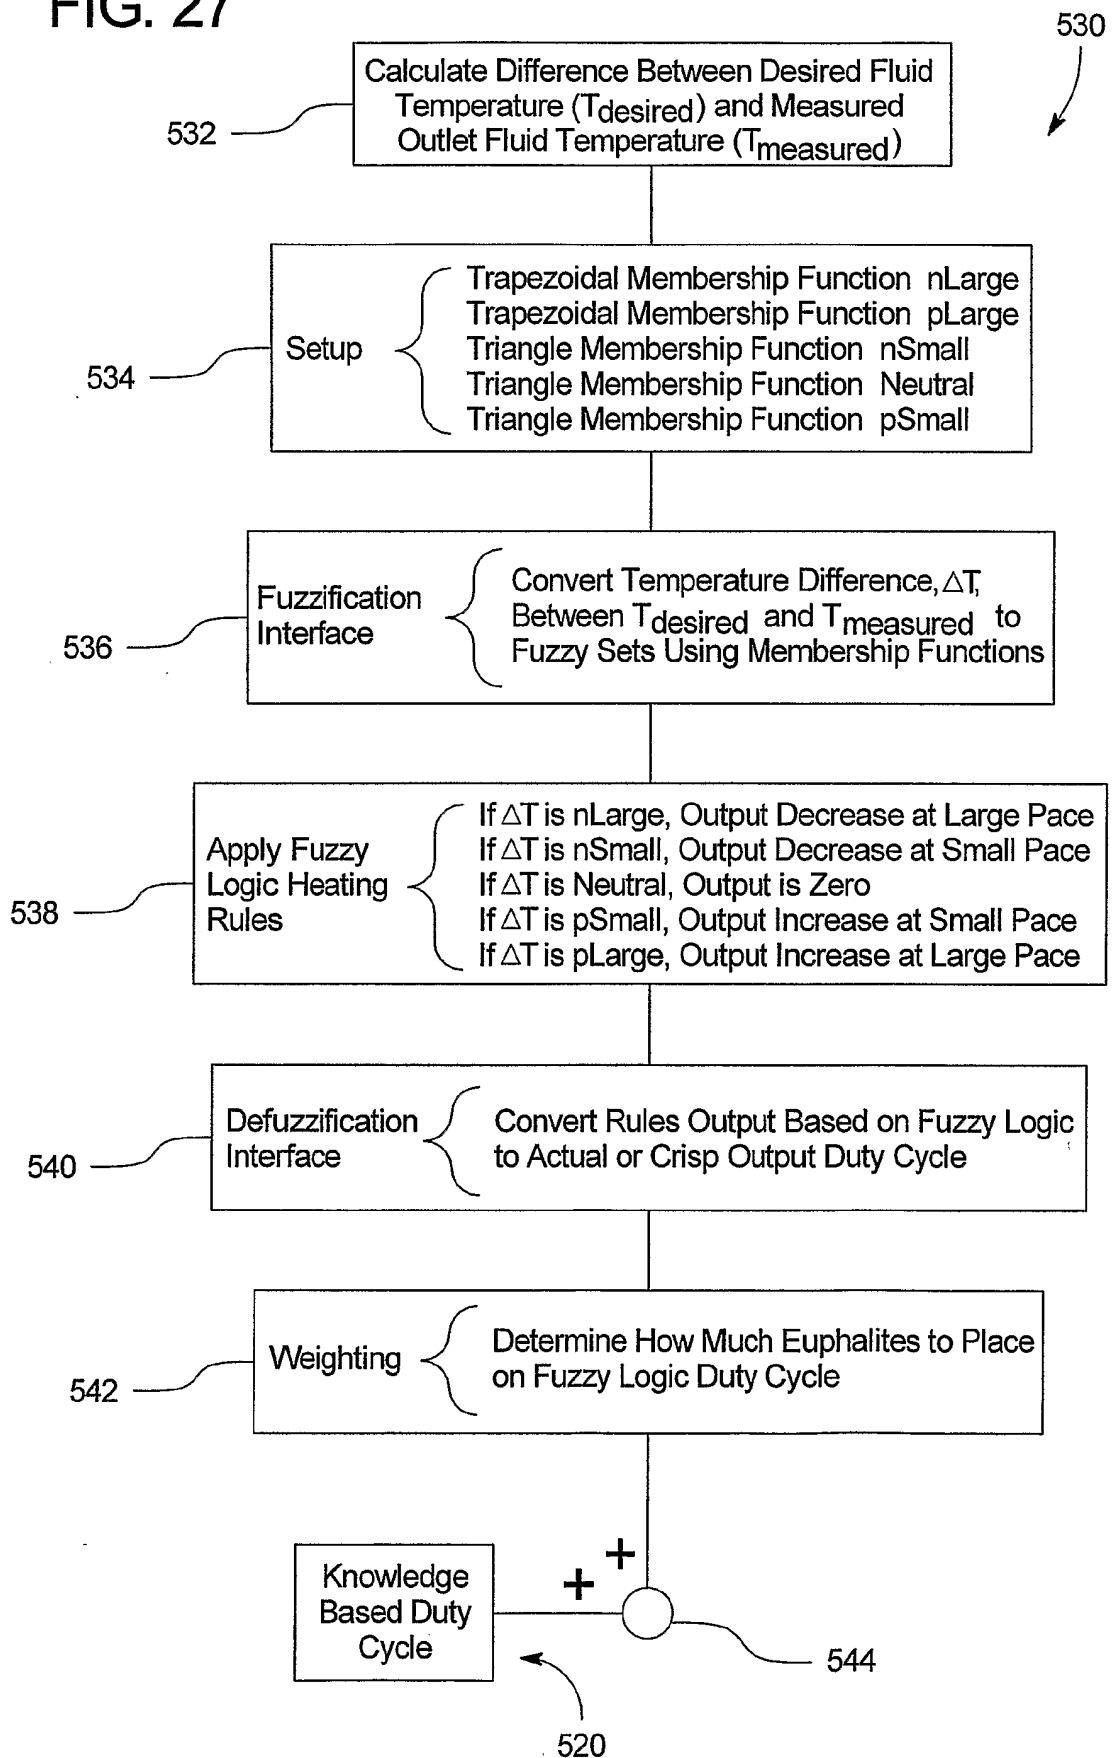 FIG. 27
530
Calculate Difference Between Desired Fluid
Temperature (Tdesired) and Measured
Outlet Fluid Temperature (Tmeasured)
532
Setup
Trapezoidal Membership Function nLarge
Trapezoidal Membership Function pLarge
Triangle Membership Function nSmall
Triangle Membership Function Neutral
Triangle Membership Function pSmall
534
Fuzzification
Interface
Convert Temperature Difference, △T,
Between Tdesired and Tmeasured to
Fuzzy Sets Using Membership Functions
536
Apply Fuzzy
Logic Heating
Rules
If △T is nLarge, Output Decrease at Large Pace
If △T is nSmall, Output Decrease at Small Pace
If △T is Neutral, Output is Zero
If △T is pSmall, Output Increase at Small Pace
If △T is pLarge, Output Increase at Large Pace
538
Defuzzification
Interface
Convert Rules Output Based on Fuzzy Logic
to Actual or Crisp Output Duty Cycle
540
Weighting
Determine How Much Euphalites to Place
on Fuzzy Logic Duty Cycle
542
+
+
Knowledge
Based Duty
Cycle
544
520